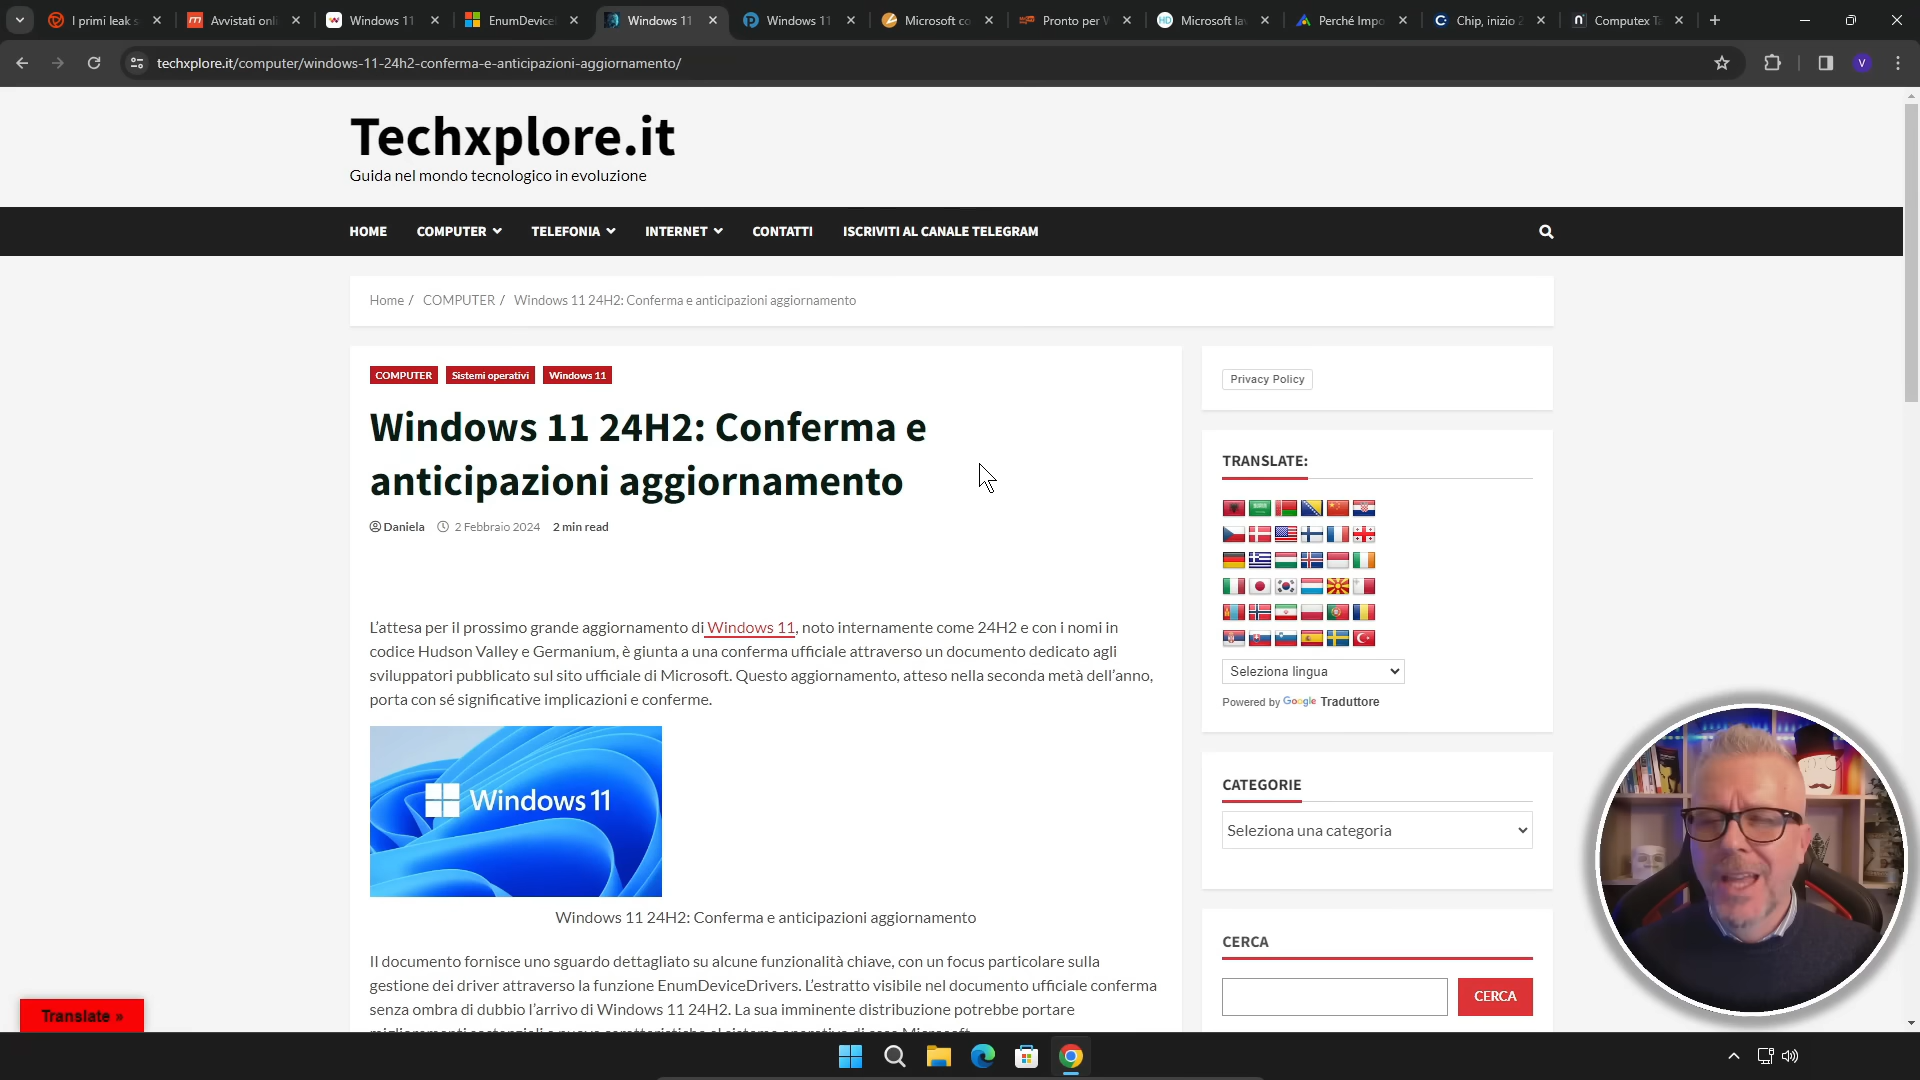 I primi leak s
Avvistati onli
Windows 11
EnumDevice
Windows 11
Windows 11
Microsoft co
Pronto per W
Microsoft la
Perché Impo
Chip, inizio 2
Computex Ta
techxplore.it/computer/windows-11-24h2-conferma-e-anticipazioni-aggiornamento/
V
Techxplore.it
Guida nel mondo tecnologico in evoluzione
HOME
COMPUTER
TELEFONIA
INTERNET
CONTATTI
ISCRIVITI AL CANALE TELEGRAM
Home / COMPUTER / Windows 11 24H2: Conferma e anticipazioni aggiornamento
COMPUTER
Sistemi operativi
Windows 11
Windows 11 24H2: Conferma e
anticipazioni aggiornamento
Daniela 2 Febbraio 2024 2 min read
L'attesa per il prossimo grande aggiornamento di Windows 11, noto internamente come 24H2 e con i nomi in
codice Hudson Valley e Germanium, è giunta a una conferma ufficiale attraverso un documento dedicato agli
sviluppatori pubblicato sul sito ufficiale di Microsoft. Questo aggiornamento, atteso nella seconda metà dell'anno,
porta con sé significative implicazioni e conferme.
Windows 11
Windows 11 24H2: Conferma e anticipazioni aggiornamento
Il documento fornisce uno sguardo dettagliato su alcune funzionalità chiave, con un focus particolare sulla
gestione dei driver attraverso la funzione EnumDeviceDrivers. L'estratto visibile nel documento ufficiale conferma
senza ombra di dubbio l'arrivo di Windows 11 24H2. La sua imminente distribuzione potrebbe portare
Privacy Policy
TRANSLATE:
Seleziona lingua
Powered by Google Traduttore
CATEGORIE
Seleziona una categoria
CERCA
CERCA
Translate »